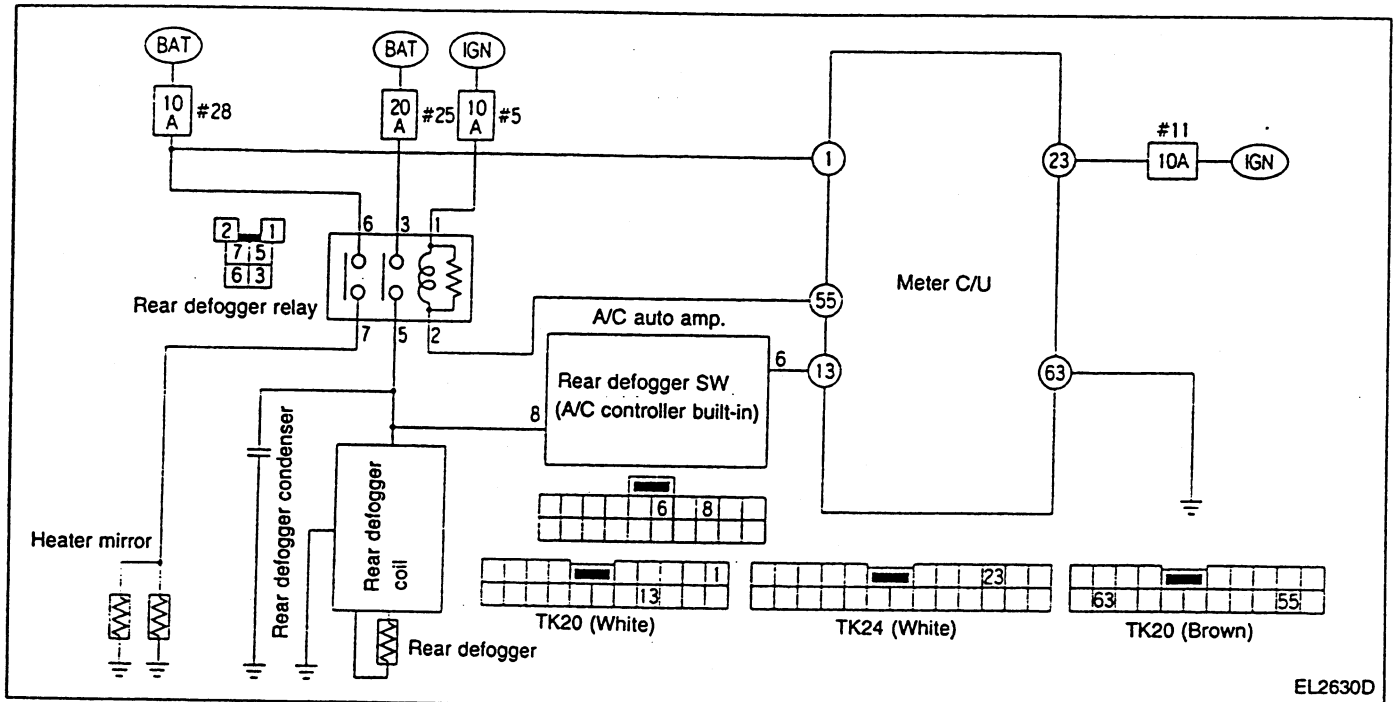 BAT
BAT
IGN
10 A
#28
20 A
#25
10 A
#5
#11
10A
IGN
1
23
6
3
1
2
1
7 5
6 3
Rear defogger relay
7
5
2
55
Meter C/U
A/C auto amp.
6
13
63
Rear defogger SW
(A/C controller built-in)
8
Rear defogger condenser
Rear defogger
coil
6 8
Heater mirror
1
13
TK20 (White)
23
TK24 (White)
63
55
TK20 (Brown)
Rear defogger
EL2630D